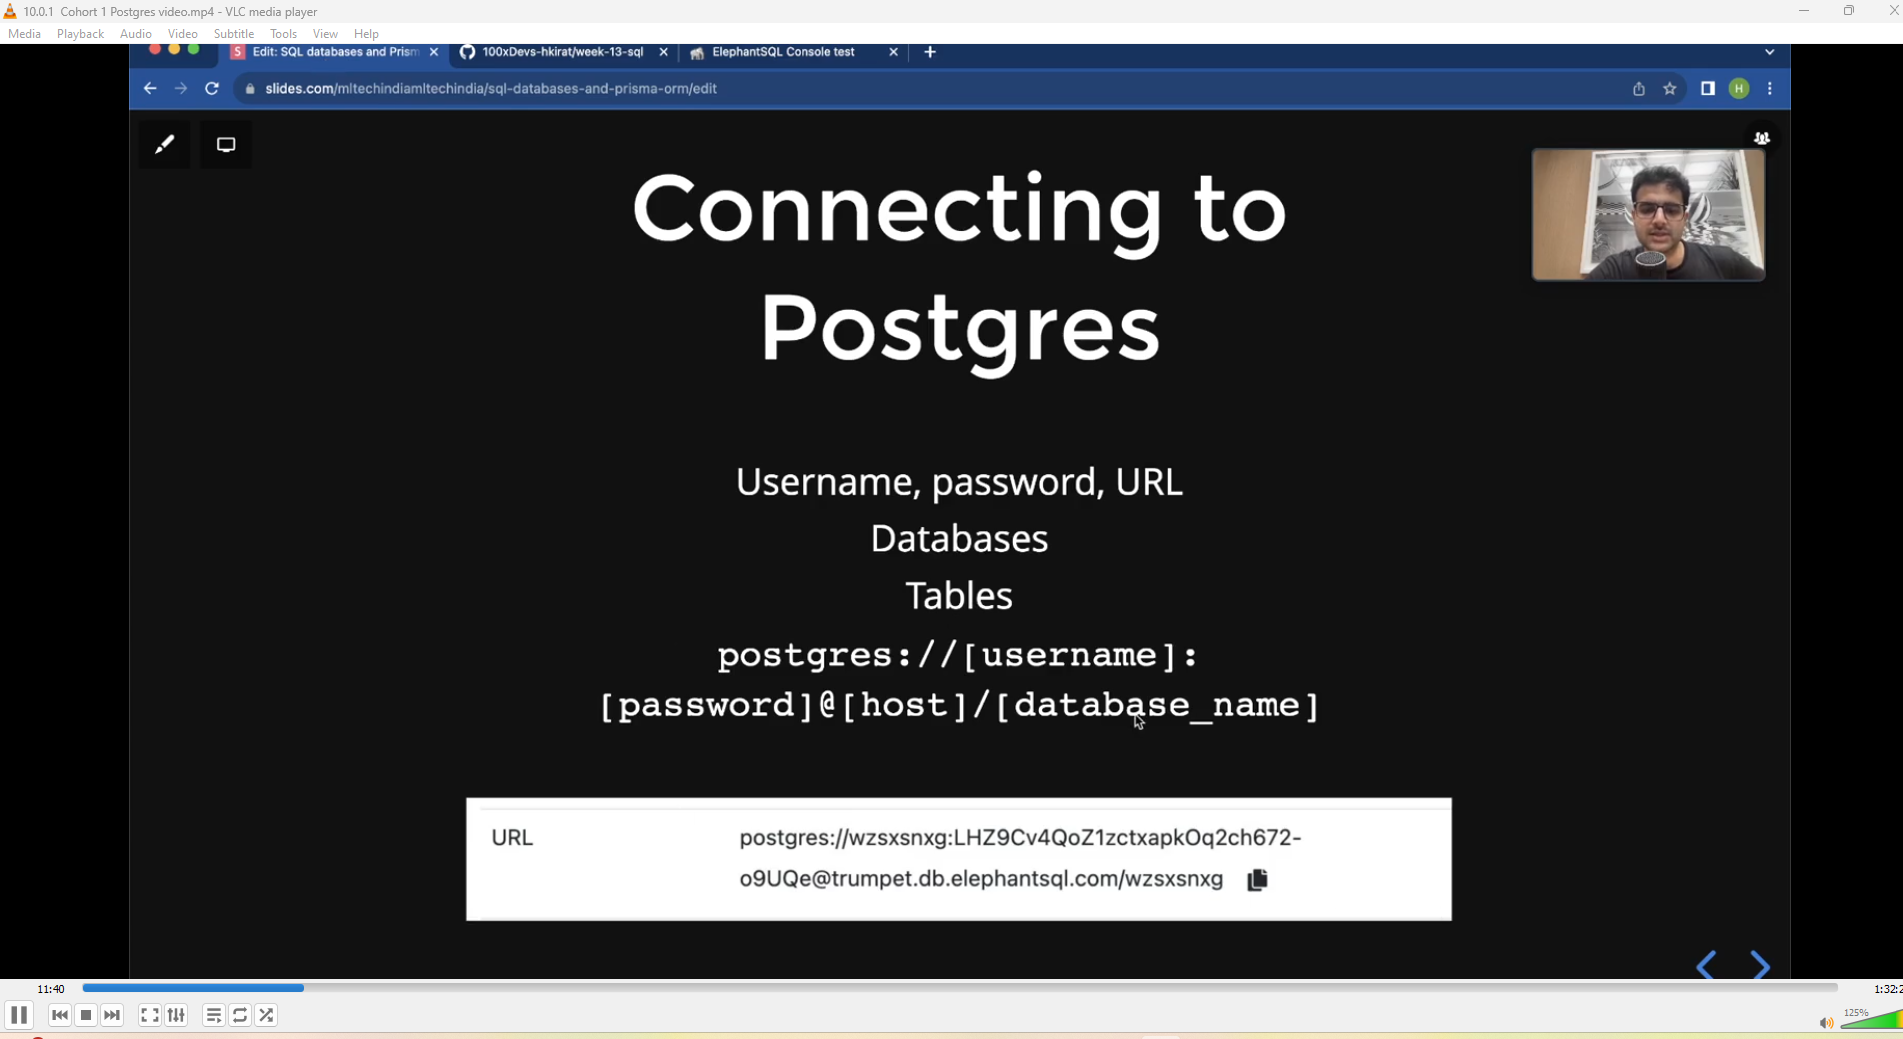 10.0.1 Cohort 1 Postgres video.mp4 - VLC media player
Media Playback Audio Video Subtitle Tools View Help
S Edit: SQL databases and Prism 100xDevs-hkirat/week-13-sql ElephantSQL Console test
slides.com/mltechindiamltechindia/sql-databases-and-prisma-orm/edit
H
Connecting to
Postgres
Username, password, URL
Databases
Tables
postgres://[username]:
[password]@[host]/[database_name]
URL postgres://wzsxsnxg:LHZ9Cv4QoZ1zctxapkOq2ch672-
o9UQe@trumpet.db.elephantsql.com/wzsxsnxg
11:40 1:32:2
125%